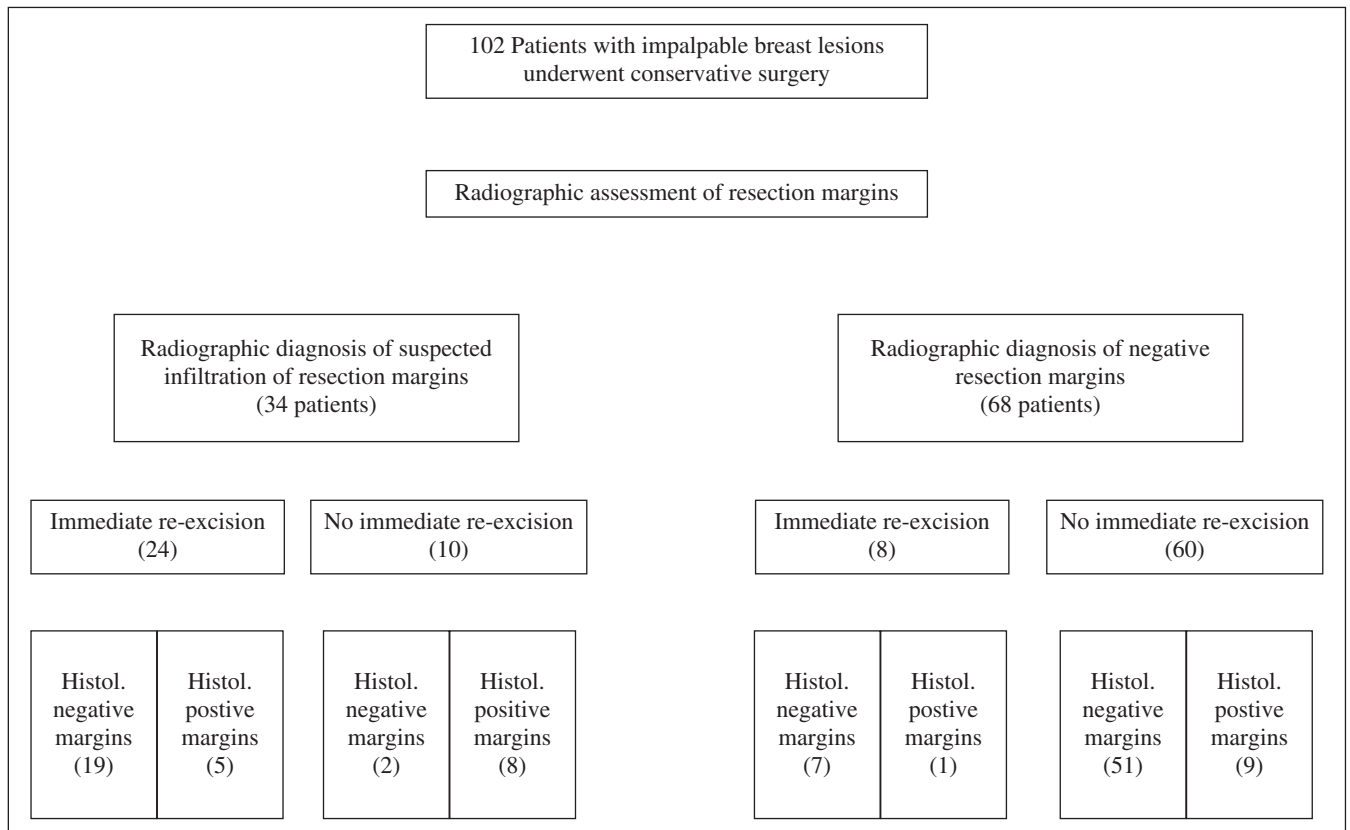 102 Patients with impalpable breast lesions
underwent conservative surgery
Radiographic assessment of resection margins
Radiographic diagnosis of suspected
infiltration of resection margins
(34 patients)
Radiographic diagnosis of negative
resection margins
(68 patients)
Immediate re-excision
(24)
No immediate re-excision
(10)
Immediate re-excision
(8)
No immediate re-excision
(60)
Histol.
negative
margins
(19)
Histol.
postive
margins
(5)
Histol.
negative
margins
(2)
Histol.
positive
margins
(8)
Histol.
negative
margins
(7)
Histol.
postive
margins
(1)
Histol.
negative
margins
(51)
Histol.
postive
margins
(9)